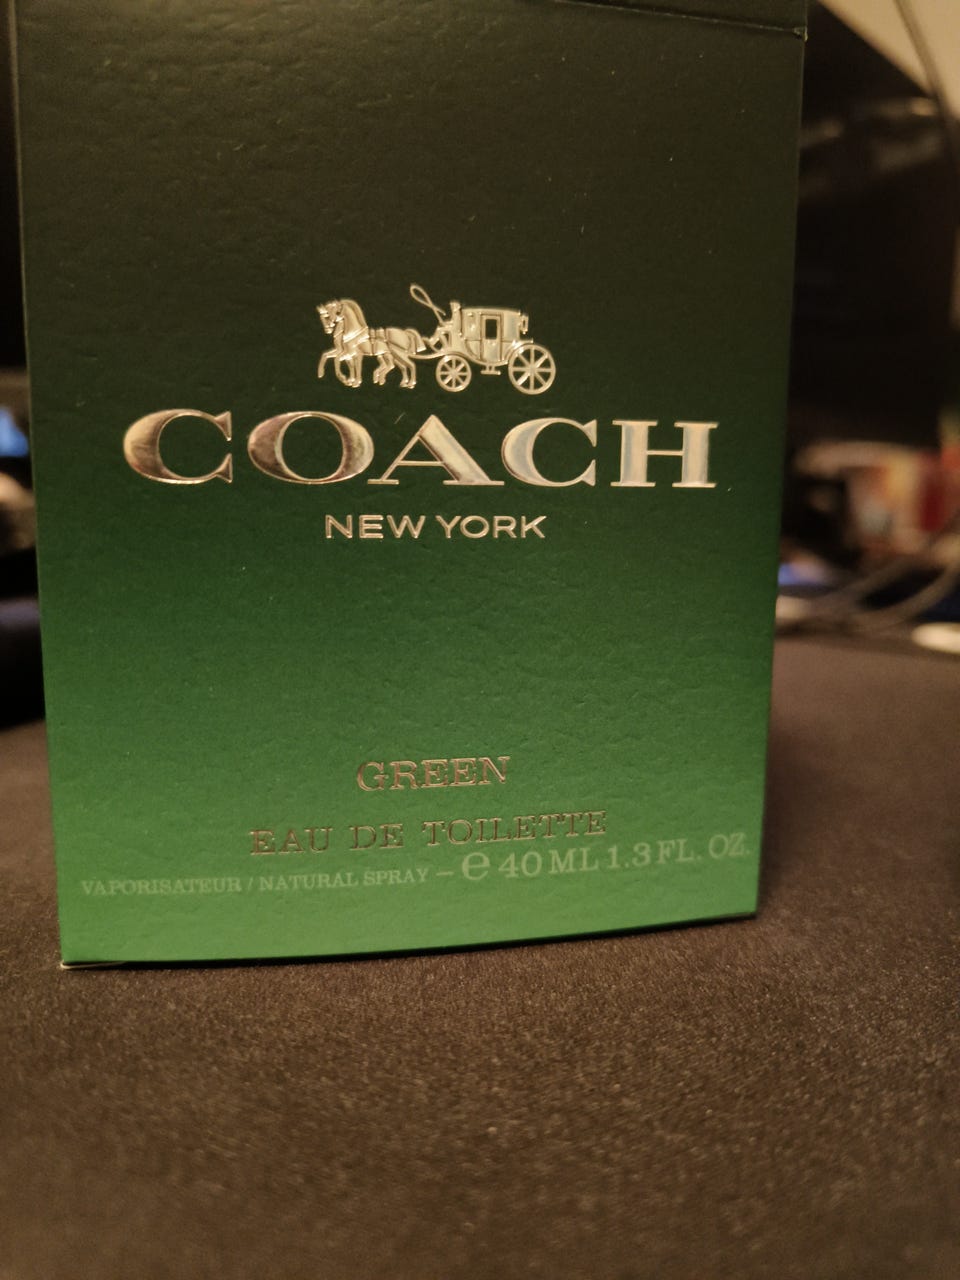 COACH
NEW YORK
GREEN
EAU DE TOILETTE
VAPORISATEUR / NATURAL SPRAY – ℮ 40 ML 1.3 FL. OZ.